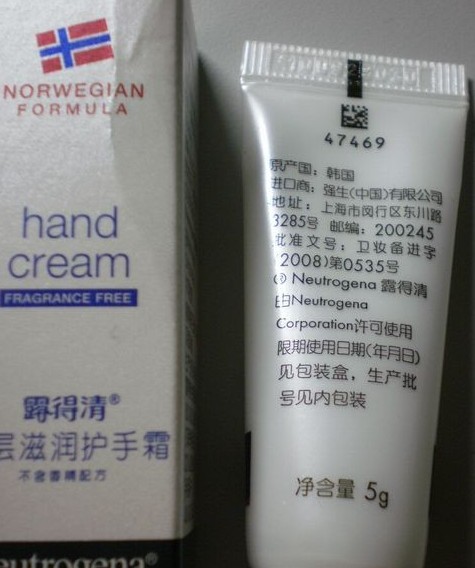 NORWEGIAN
FORMULA
hand
cream
FRAGRANCE FREE
露得清®
层滋润护手霜
不含香精配方
eutrogena®
47469
原产国：韩国
进口商：强生(中国)有限公司
地址：上海市闵行区东川路
3285号 邮编：200245
批准文号：卫妆备进字
(2008)第0535号
® Neutrogena 露得清
的Neutrogena
Corporation许可使用
限期使用日期(年月日)
见包装盒，生产批
号见内包装
净含量 5g